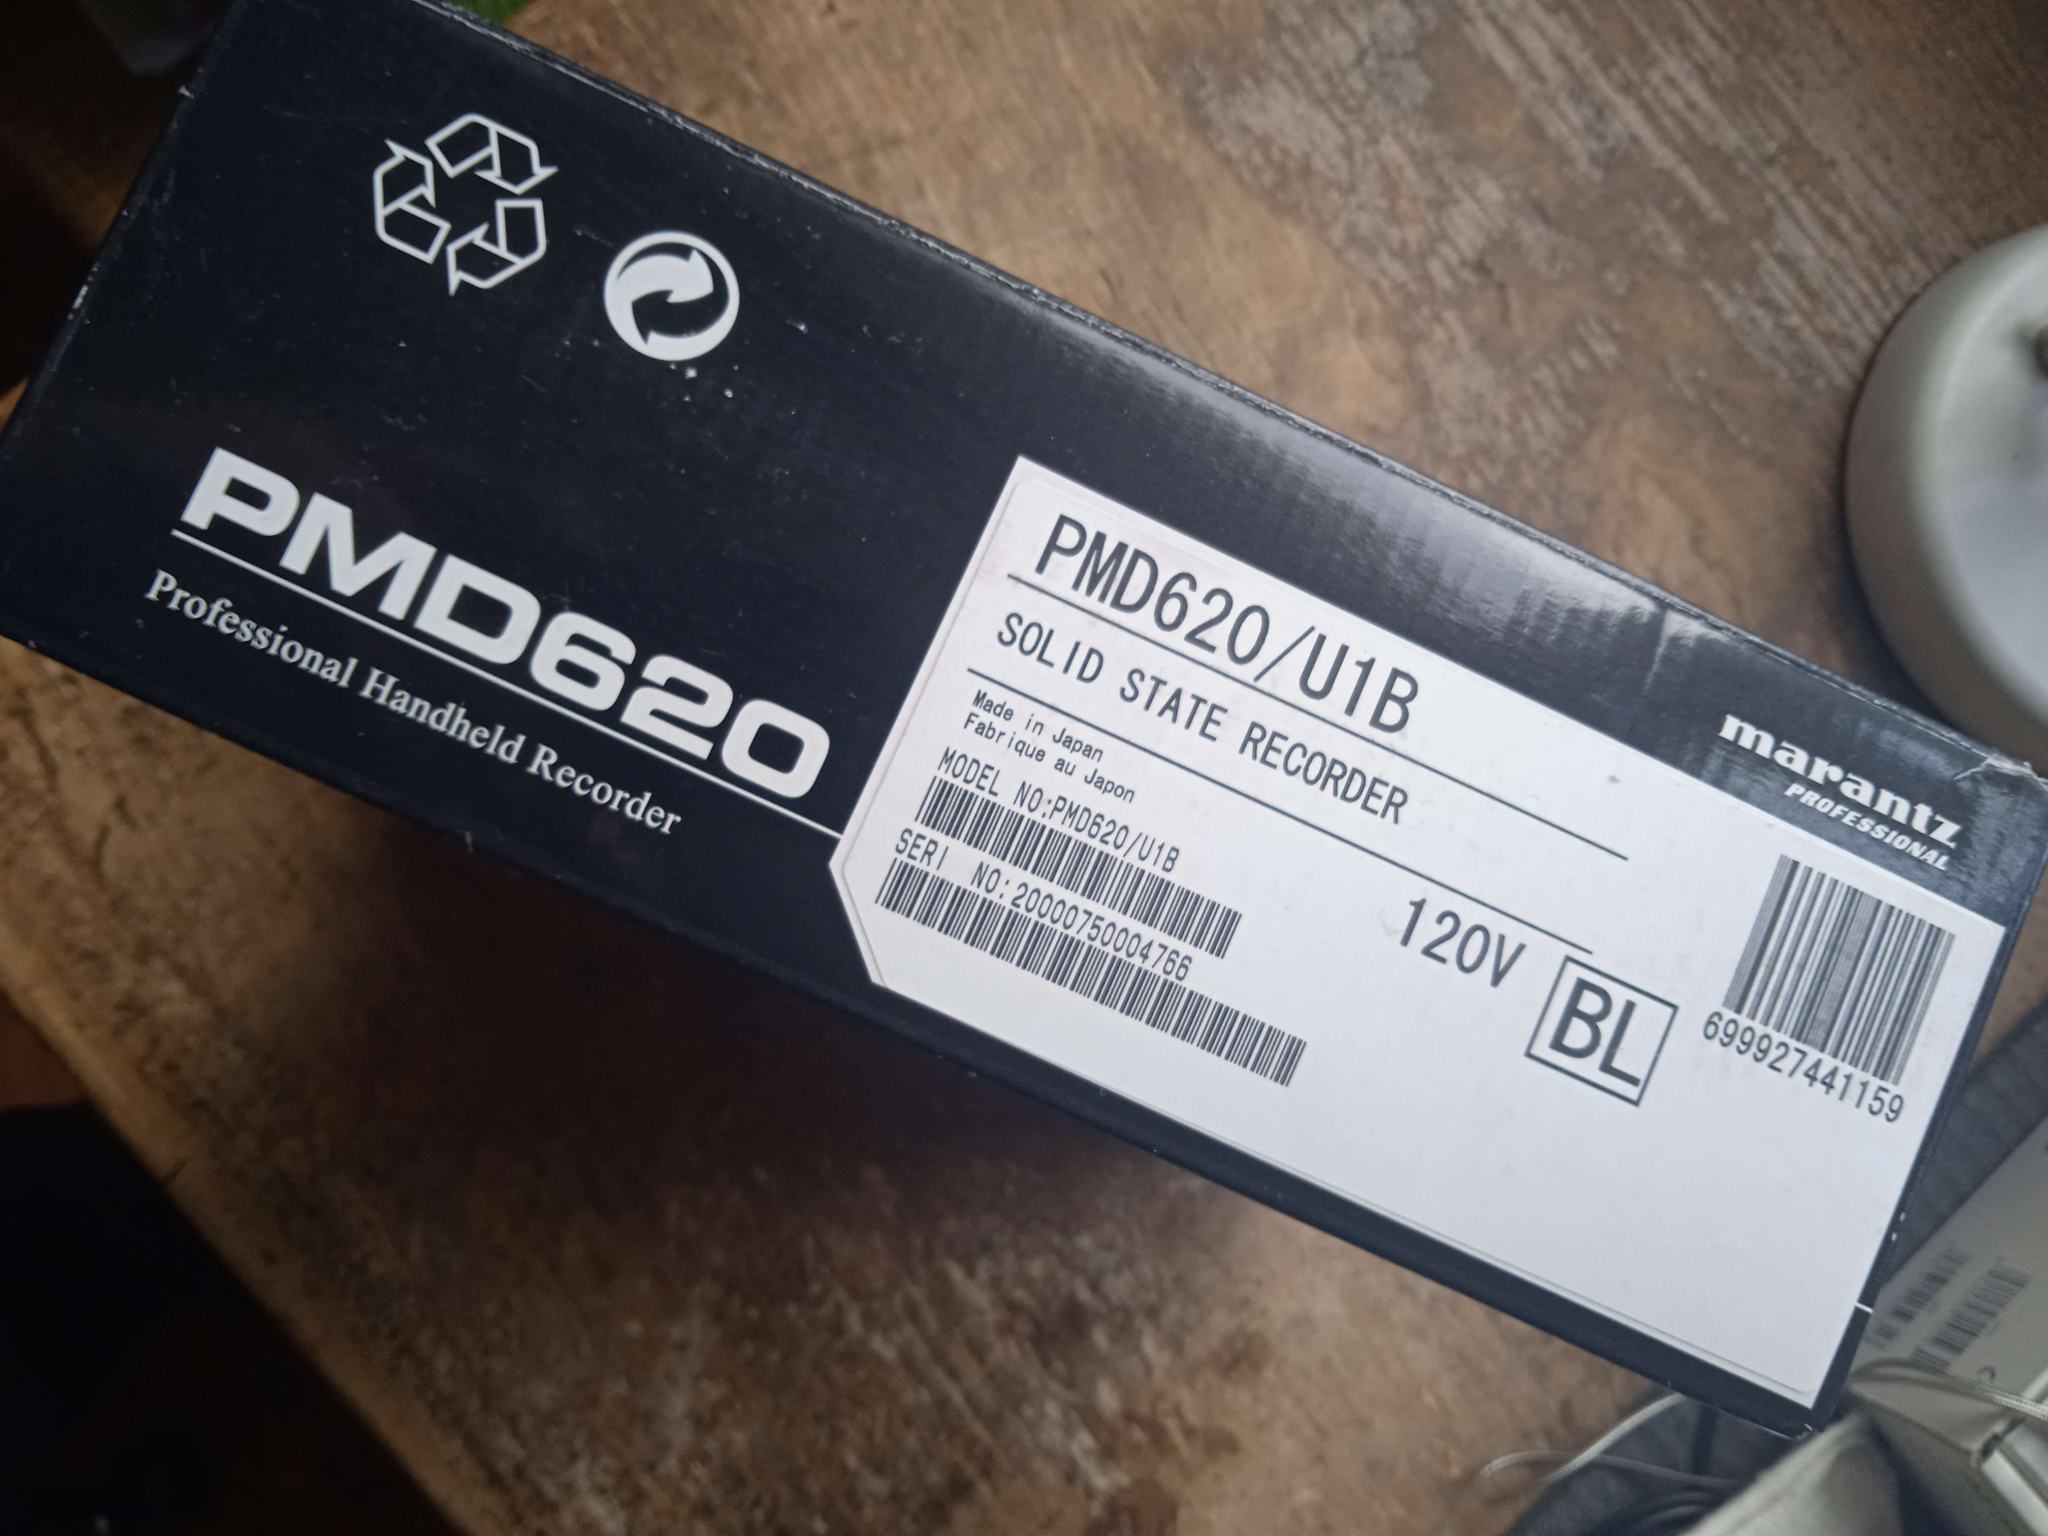 PMD620
Professional Handheld Recorder
PMD620/U1B
SOLID STATE RECORDER
Made in Japan
Fabrique au Japon
MODEL NO:PMD620/U1B
SERI NO:20000750004766
120V
BL
marantz
PROFESSIONAL
699927441159